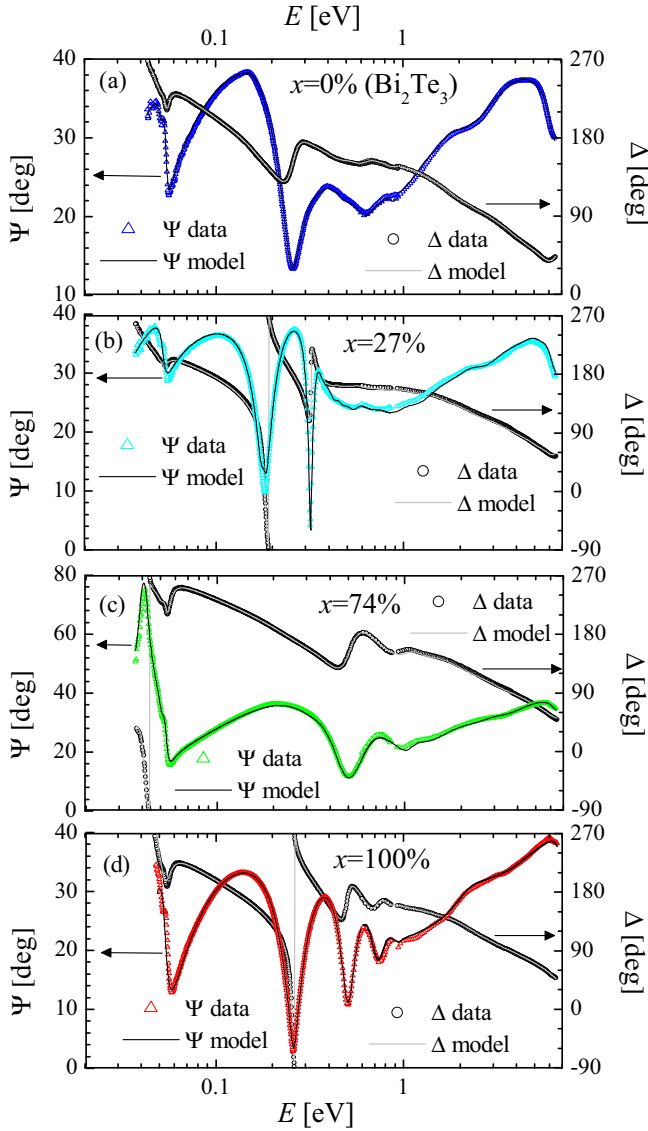 E [eV]
0.1 1
40 270
(a) x=0% (Bi₂Te₃)
30 180
Ψ [deg] Δ [deg]
20 90
Ψ data Δ data
Ψ model Δ model
10 0
40 270
(b) x=27%
30 180
Ψ [deg] Δ [deg]
20 90
Ψ data Δ data
10 0
Ψ model Δ model
0 -90
80 270
(c) x=74% Δ data
Δ model
60 180
Ψ [deg] Δ [deg]
40 90
20 0
Ψ data
Ψ model
0 -90
40 270
(d) x=100%
30 180
Ψ [deg] Δ [deg]
20 90
10 0
Ψ data Δ data
Ψ model Δ model
0 -90
0.1 1
E [eV]